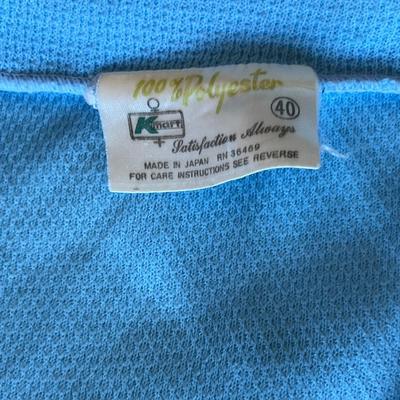 100% Polyester
40
Kmart
Satisfaction Always
MADE IN JAPAN RN 36469
FOR CARE INSTRUCTIONS SEE REVERSE